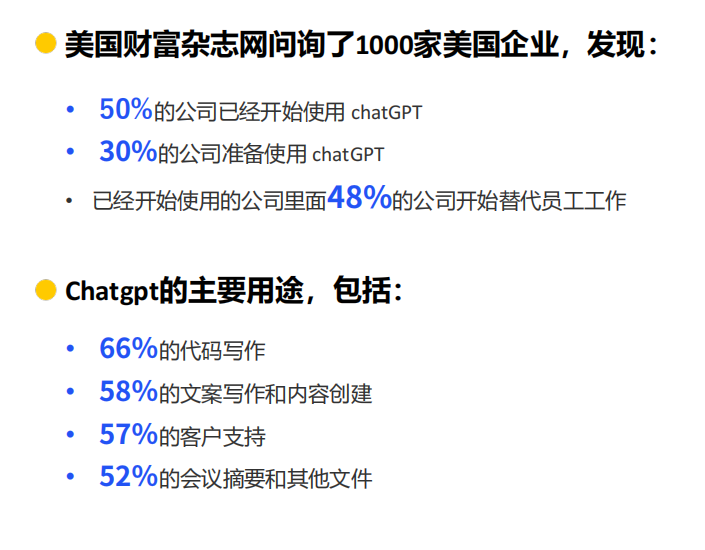 美国财富杂志网问询了1000家美国企业，发现：
50%的公司已经开始使用 chatGPT
30%的公司准备使用 chatGPT
已经开始使用的公司里面48%的公司开始替代员工工作
Chatgpt的主要用途，包括：
66%的代码写作
58%的文案写作和内容创建
57%的客户支持
52%的会议摘要和其他文件